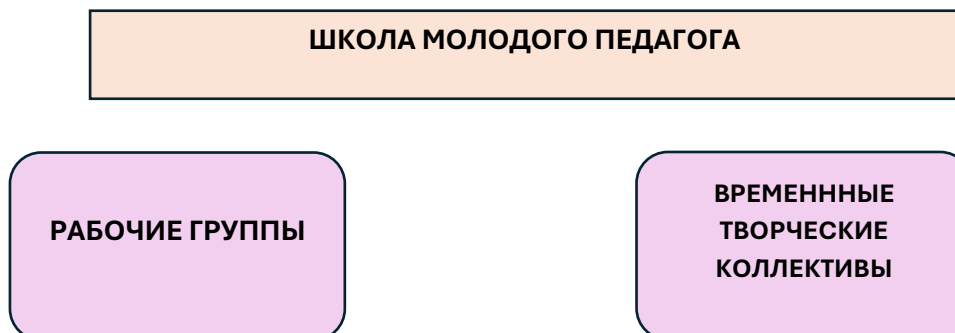 ШКОЛА МОЛОДОГО ПЕДАГОГА
РАБОЧИЕ ГРУППЫ
ВРЕМЕНННЫЕ
ТВОРЧЕСКИЕ
КОЛЛЕКТИВЫ